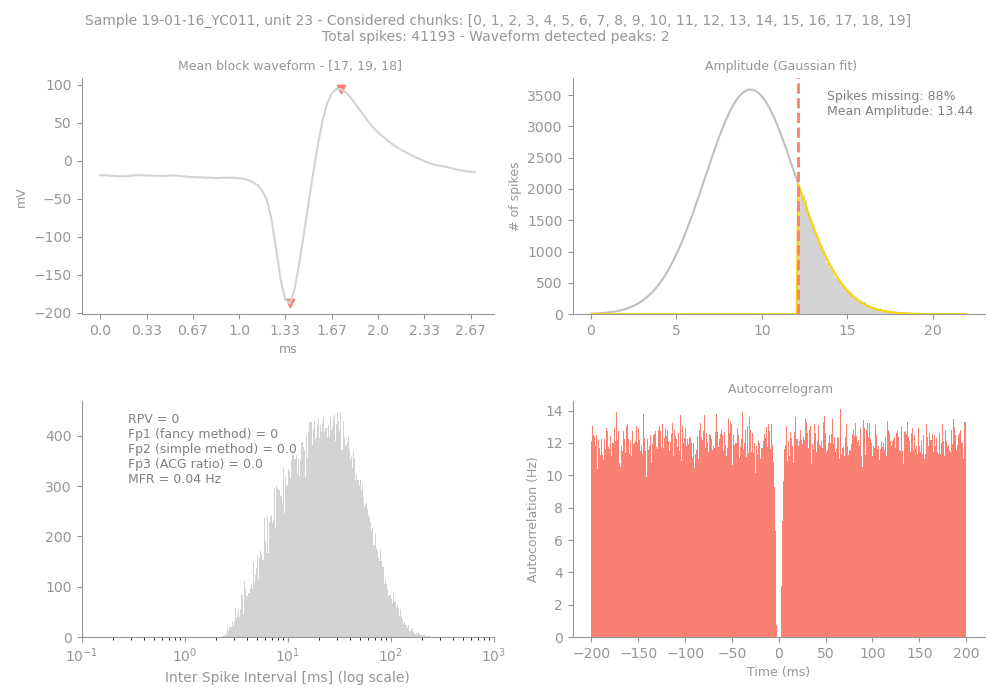 Sample 19-01-16_YC011, unit 23 - Considered chunks: [0, 1, 2, 3, 4, 5, 6, 7, 8, 9, 10, 11, 12, 13, 14, 15, 16, 17, 18, 19]
Total spikes: 41193 - Waveform detected peaks: 2
Mean block waveform - [17, 19, 18]
100
50
0
−50
−100
−150
−200
mV
0.0 0.33 0.67 1.0 1.33 1.67 2.0 2.33 2.67
ms
Amplitude (Gaussian fit)
Spikes missing: 88%
Mean Amplitude: 13.44
3500
3000
2500
2000
1500
1000
500
0
# of spikes
0 5 10 15 20
RPV = 0
Fp1 (fancy method) = 0
Fp2 (simple method) = 0.0
Fp3 (ACG ratio) = 0.0
MFR = 0.04 Hz
400
300
200
100
0
10⁻¹ 10⁰ 10¹ 10² 10³
Inter Spike Interval [ms] (log scale)
Autocorrelogram
14
12
10
8
6
4
2
0
Autocorrelation (Hz)
−200 −150 −100 −50 0 50 100 150 200
Time (ms)